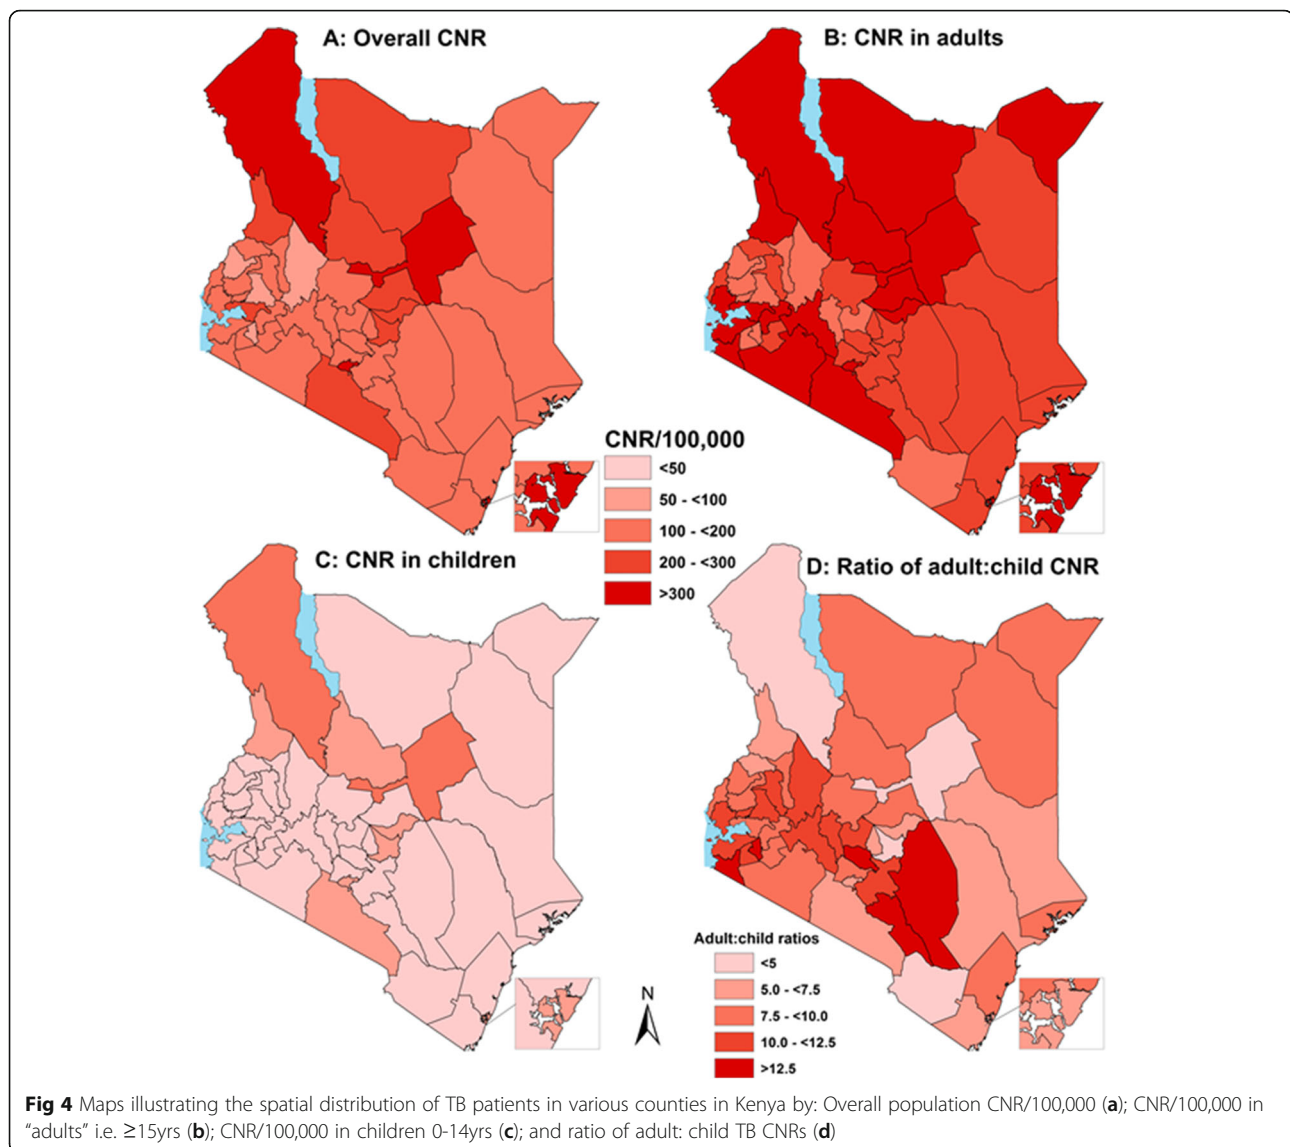 A: Overall CNR
B: CNR in adults
CNR/100,000
<50
50 - <100
100 - <200
200 - <300
>300
C: CNR in children
D: Ratio of adult:child CNR
Adult:child ratios
<5
5.0 - <7.5
7.5 - <10.0
10.0 - <12.5
>12.5
N
Fig 4 Maps illustrating the spatial distribution of TB patients in various counties in Kenya by: Overall population CNR/100,000 (a); CNR/100,000 in
“adults” i.e. ≥15yrs (b); CNR/100,000 in children 0-14yrs (c); and ratio of adult: child TB CNRs (d)